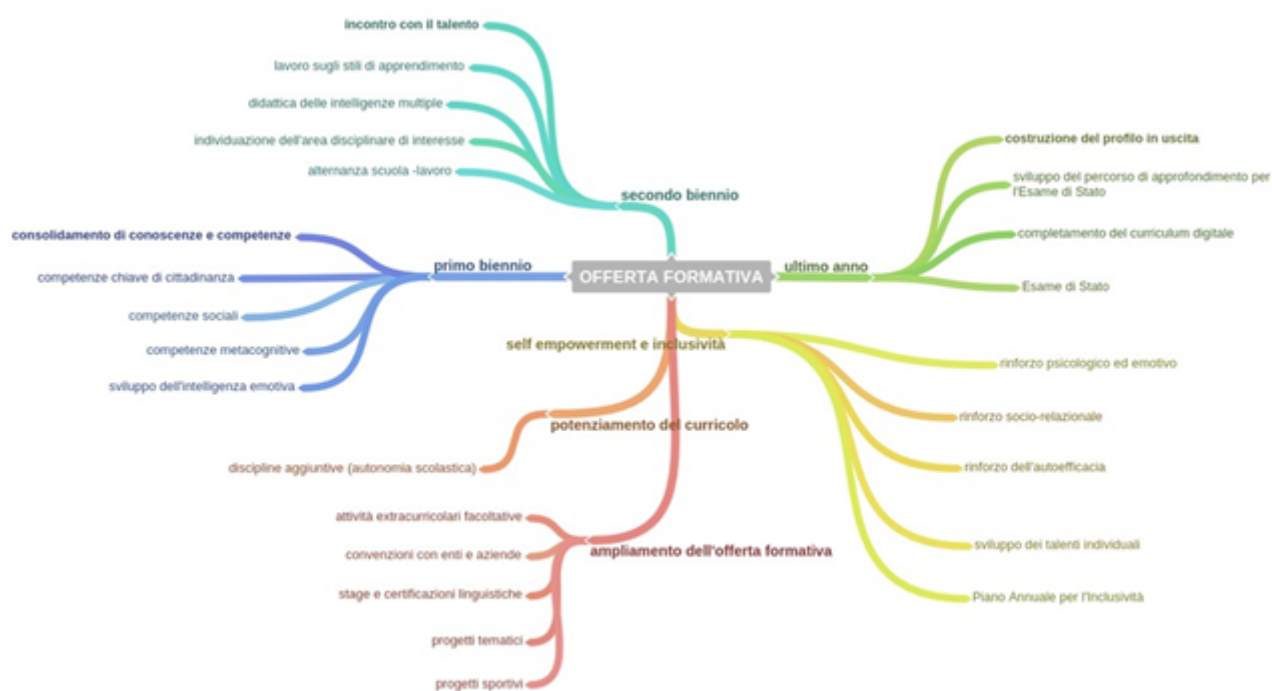 incontro con il talento
lavoro sugli stili di apprendimento
didattica delle intelligenze multiple
individuazione dell'area disciplinare di interesse
alternanza scuola -lavoro
secondo biennio
consolidamento di conoscenze e competenze
competenze chiave di cittadinanza
competenze sociali
competenze metacognitive
sviluppo dell'intelligenza emotiva
primo biennio
OFFERTA FORMATIVA
ultimo anno
costruzione del profilo in uscita
sviluppo del percorso di approfondimento per
l'Esame di Stato
completamento del curriculum digitale
Esame di Stato
self empowerment e inclusività
rinforzo psicologico ed emotivo
rinforzo socio-relazionale
rinforzo dell'autoefficacia
sviluppo dei talenti individuali
Piano Annuale per l'Inclusività
potenziamento del curricolo
discipline aggiuntive (autonomia scolastica)
ampliamento dell'offerta formativa
attività extracurricolari facoltative
convenzioni con enti e aziende
stage e certificazioni linguistiche
progetti tematici
progetti sportivi